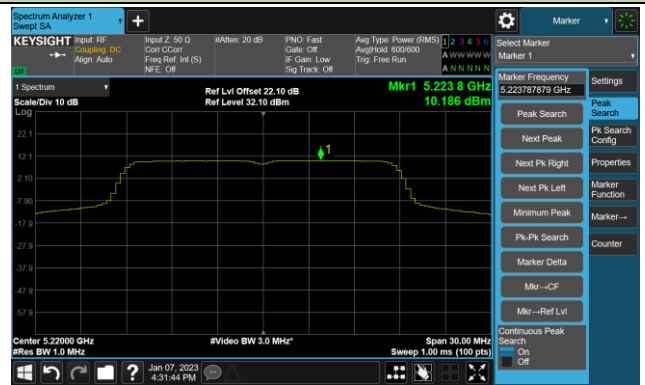 Spectrum Analyzer 1
Swept SA
Marker
KEYSIGHT
Input: RF
Coupling: DC
Align: Auto
Input Z: 50 Ω
Corr CCorr
Freq Ref: Int (S)
NFE: Off
#Atten: 20 dB
PNO: Fast
Gate: Off
IF Gain: Low
Sig Track: Off
Avg Type: Power (RMS)
Avg|Hold: 600/600
Trig: Free Run
1 2 3 4 5 6
A W W W W W
A N N N N N
Select Marker
Marker 1
1 Spectrum
Scale/Div 10 dB
Log
Ref Lvl Offset 22.10 dB
Ref Level 32.10 dBm
Mkr1 5.223 8 GHz
10.186 dBm
22.1
12.1
2.10
-7.90
-17.9
-27.9
-37.9
-47.9
-57.9
1
Center 5.22000 GHz
#Res BW 1.0 MHz
#Video BW 3.0 MHz*
Span 30.00 MHz
Sweep 1.00 ms (100 pts)
Marker Frequency
5.223787879 GHz
Peak Search
Next Peak
Next Pk Right
Next Pk Left
Minimum Peak
Pk-Pk Search
Marker Delta
Mkr→CF
Mkr→Ref Lvl
Continuous Peak
Search
On
Off
Settings
Peak
Search
Pk Search
Config
Properties
Marker
Function
Marker→
Counter
Jan 07, 2023
4:31:44 PM